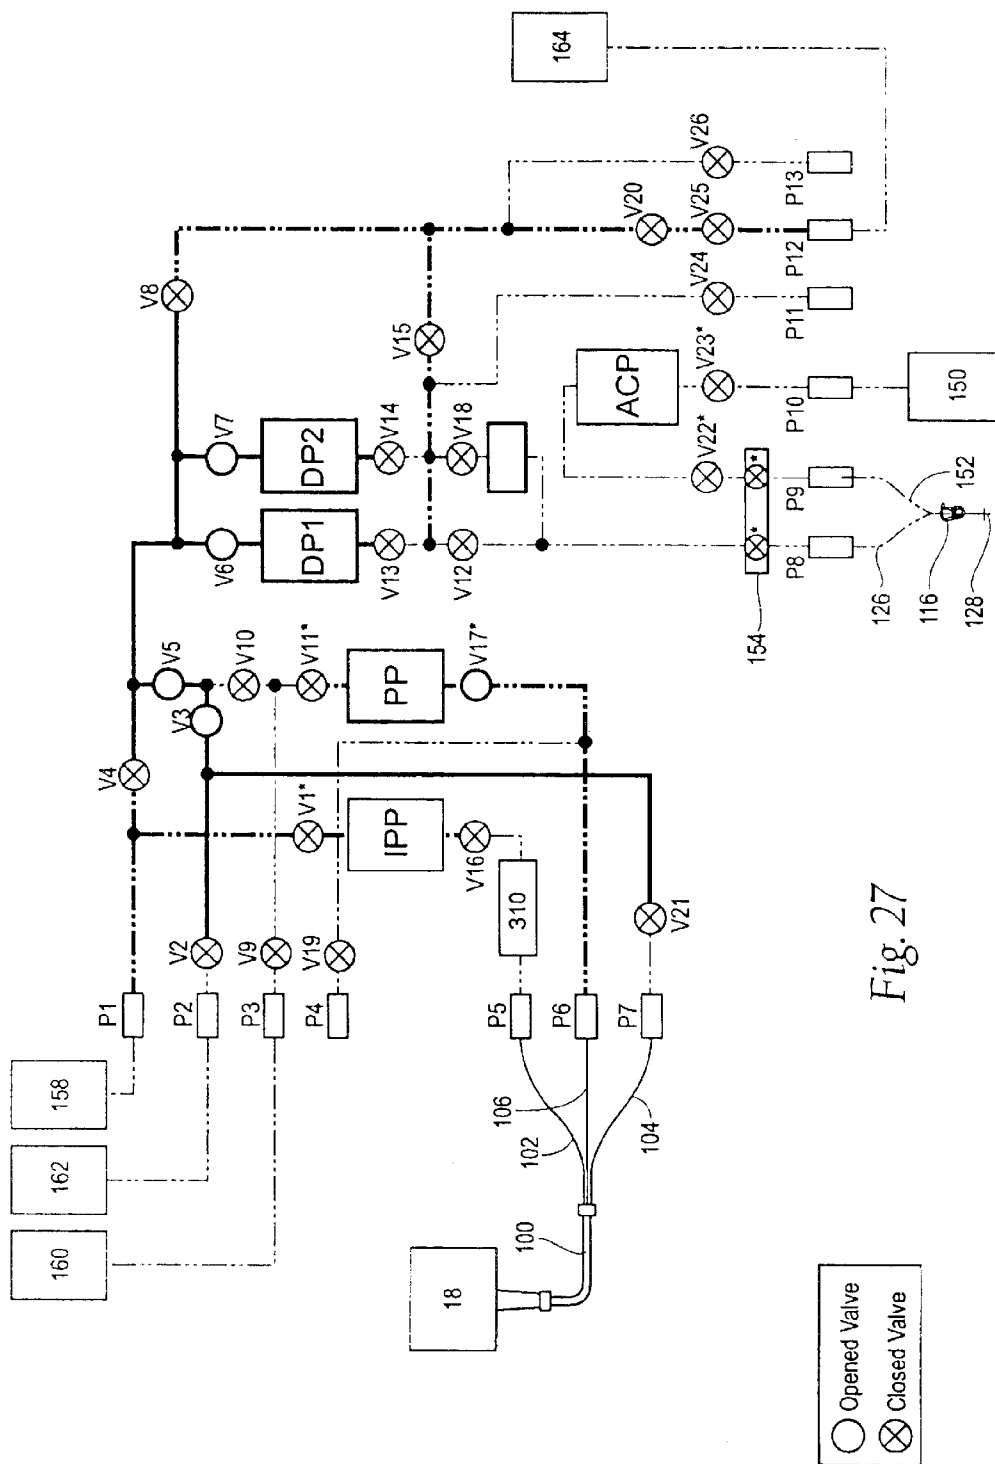 158
162
160
P1
P2
P3
P4
V2
V9
V19
V4
V3
V5
V10
V11*
V1*
IPP
V16
310
PP
V17*
P5
P6
P7
V21
102
106
104
100
18
V6
V7
V8
DP1
DP2
V13
V14
V15
V12
V18
V20
V24
V25
V26
V22*
V23*
ACP
*
*
154
P8
P9
P10
P11
P12
P13
164
150
126
116
128
152
Opened Valve
Closed Valve
Fig. 27